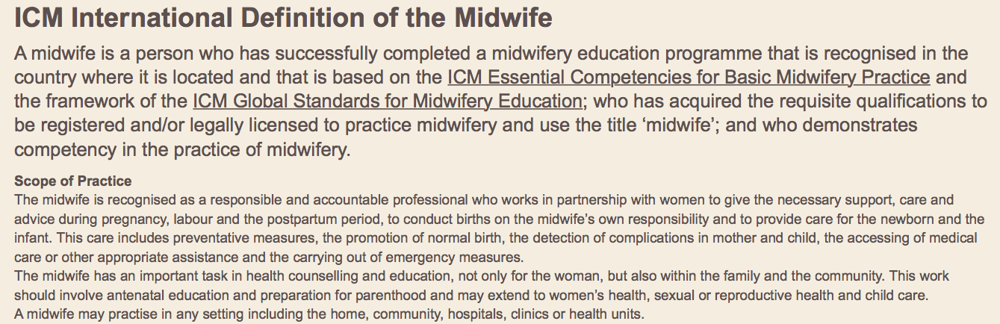 ICM International Definition of the Midwife
A midwife is a person who has successfully completed a midwifery education programme that is recognised in the
country where it is located and that is based on the ICM Essential Competencies for Basic Midwifery Practice and
the framework of the ICM Global Standards for Midwifery Education; who has acquired the requisite qualifications to
be registered and/or legally licensed to practice midwifery and use the title ‘midwife’; and who demonstrates
competency in the practice of midwifery.
Scope of Practice
The midwife is recognised as a responsible and accountable professional who works in partnership with women to give the necessary support, care and
advice during pregnancy, labour and the postpartum period, to conduct births on the midwife’s own responsibility and to provide care for the newborn and the
infant. This care includes preventative measures, the promotion of normal birth, the detection of complications in mother and child, the accessing of medical
care or other appropriate assistance and the carrying out of emergency measures.
The midwife has an important task in health counselling and education, not only for the woman, but also within the family and the community. This work
should involve antenatal education and preparation for parenthood and may extend to women’s health, sexual or reproductive health and child care.
A midwife may practise in any setting including the home, community, hospitals, clinics or health units.